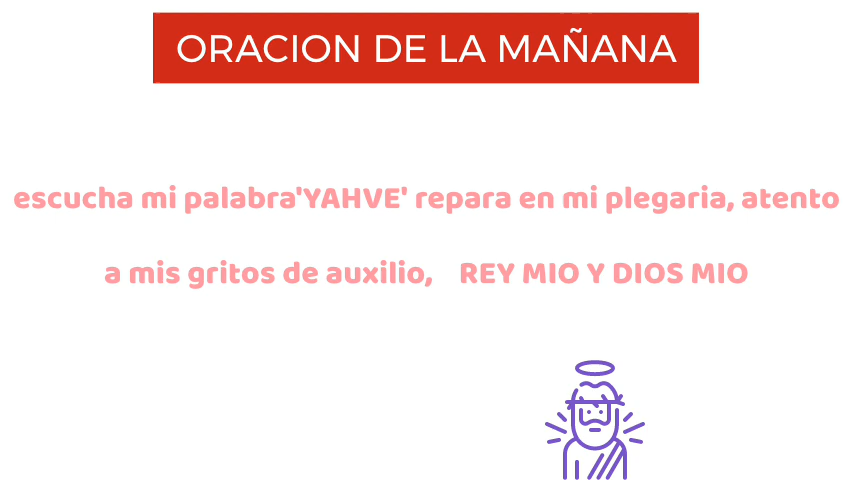 ORACION DE LA MAÑANA
escucha mi palabra'YAHVE' repara en mi plegaria, atento
a mis gritos de auxilio, REY MIO Y DIOS MIO